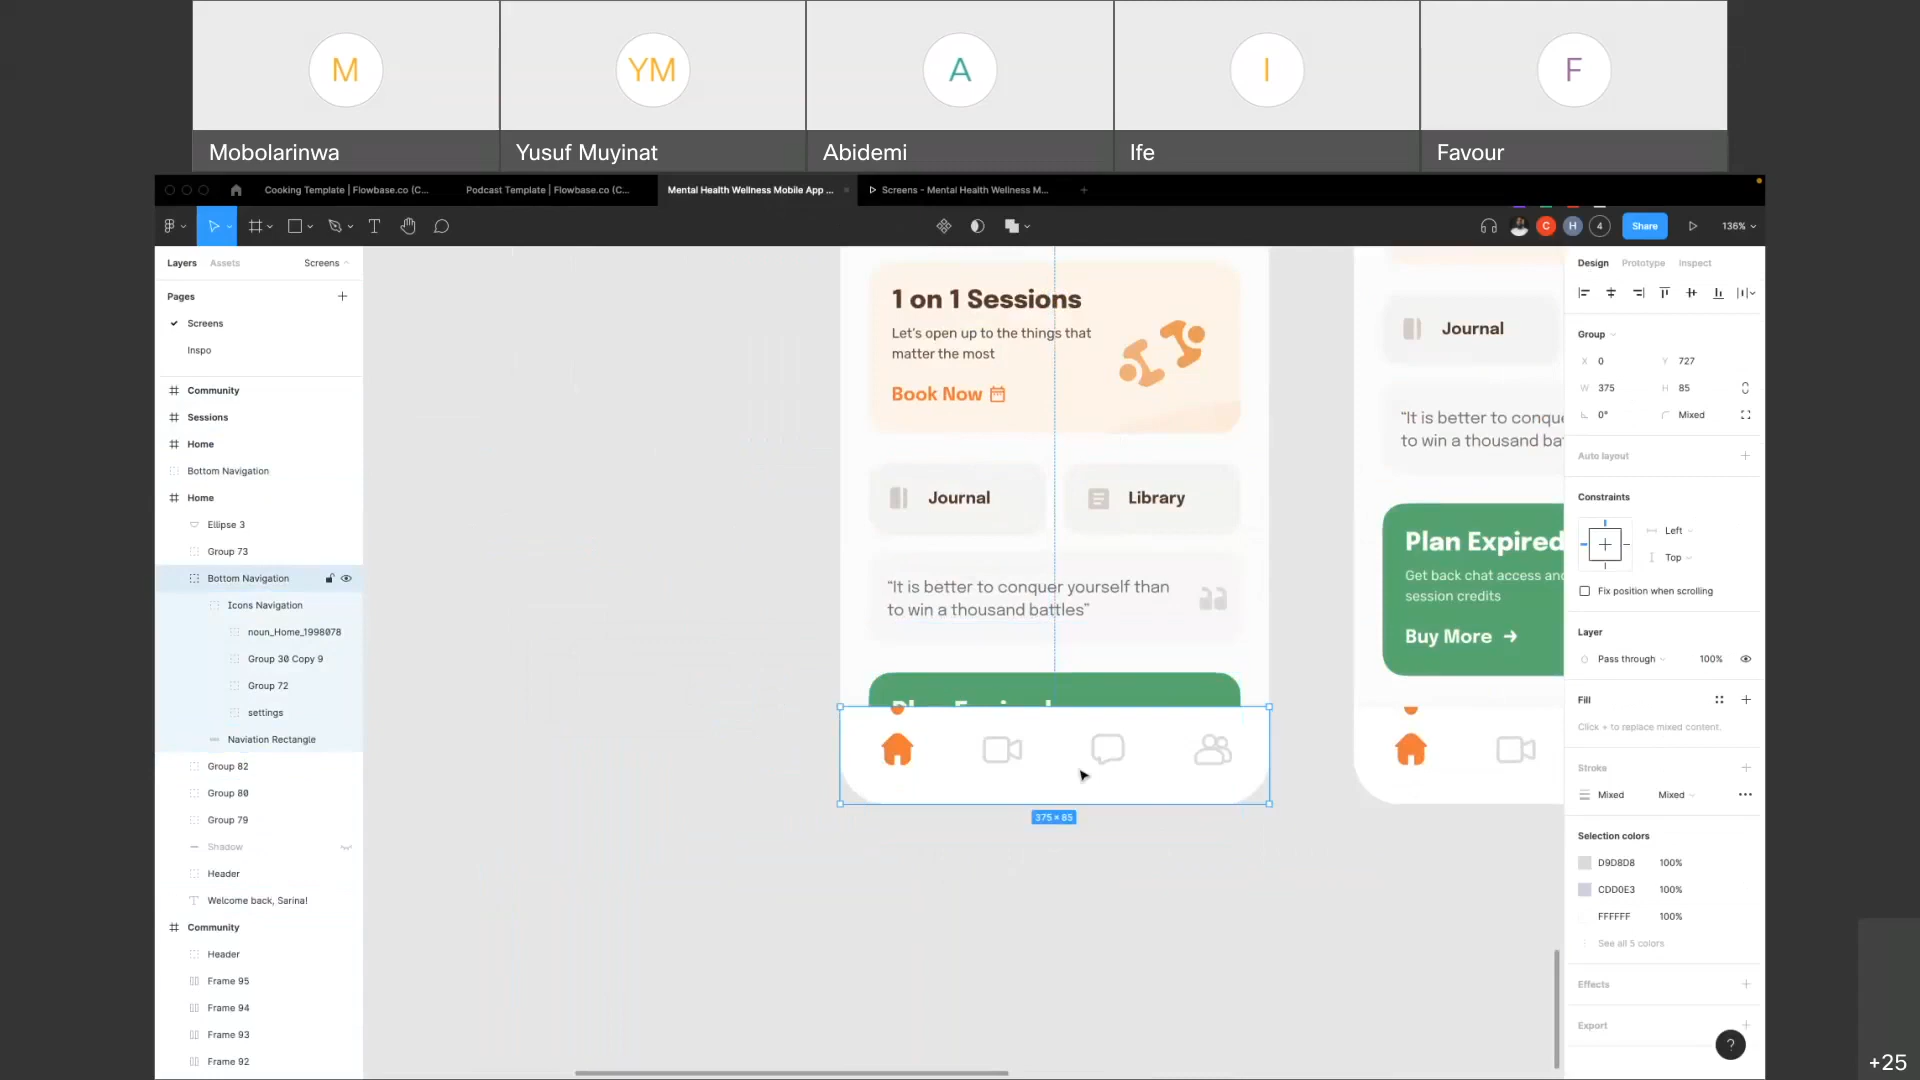 M
YM
A
I
F
Mobolarinwa
Yusuf Muyinat
Abidemi
Ife
Favour
Cooking Template | Flowbase.co (C...
Podcast Template | Flowbase.co (C...
Mental Health Wellness Mobile App ...
Screens - Mental Health Wellness M...
C
H
4
Share
136%
Layers
Assets
Screens
Pages
Screens
Inspo
Community
Sessions
Home
Bottom Navigation
Home
Ellipse 3
Group 73
Bottom Navigation
Icons Navigation
noun_Home_1998078
Group 30 Copy 9
Group 72
settings
Naviation Rectangle
Group 82
Group 80
Group 79
Shadow
Header
Welcome back, Sarina!
Community
Header
Frame 95
Frame 94
Frame 93
Frame 92
1 on 1 Sessions
Let's open up to the things that
matter the most
Book Now
Journal
Library
"It is better to conquer yourself than
to win a thousand battles"
Plan Expired
375 × 85
Journal
"It is better to conque
to win a thousand bat
Plan Expired
Get back chat access and
session credits
Buy More
Design
Prototype
Inspect
Group
X 0
Y 727
W 375
H 85
0°
Mixed
Auto layout
Constraints
Left
Top
Fix position when scrolling
Layer
Pass through
100%
Fill
Click + to replace mixed content.
Stroke
Mixed
Mixed
Selection colors
D9D8D8 100%
CDD0E3 100%
FFFFFF 100%
See all 5 colors
Effects
Export
?
+25